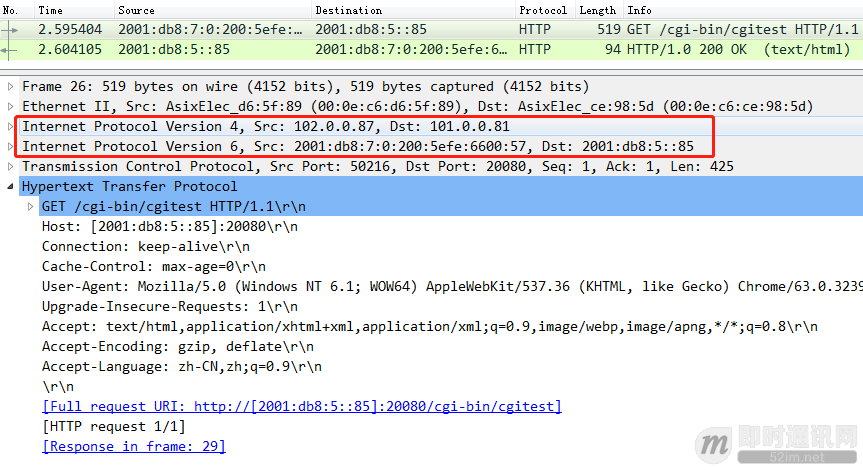 No. Time Source Destination Protocol Length Info
2.595404 2001:db8:7:0:200:5efe:… 2001:db8:5::85 HTTP 519 GET /cgi-bin/cgitest HTTP/1.1
2.604105 2001:db8:5::85 2001:db8:7:0:200:5efe:6… HTTP 94 HTTP/1.0 200 OK (text/html)
Frame 26: 519 bytes on wire (4152 bits), 519 bytes captured (4152 bits)
Ethernet II, Src: AsixElec_d6:5f:89 (00:0e:c6:d6:5f:89), Dst: AsixElec_ce:98:5d (00:0e:c6:ce:98:5d)
Internet Protocol Version 4, Src: 102.0.0.87, Dst: 101.0.0.81
Internet Protocol Version 6, Src: 2001:db8:7:0:200:5efe:6600:57, Dst: 2001:db8:5::85
Transmission Control Protocol, Src Port: 50216, Dst Port: 20080, Seq: 1, Ack: 1, Len: 425
Hypertext Transfer Protocol
GET /cgi-bin/cgitest HTTP/1.1\r\n
Host: [2001:db8:5::85]:20080\r\n
Connection: keep-alive\r\n
Cache-Control: max-age=0\r\n
User-Agent: Mozilla/5.0 (Windows NT 6.1; WOW64) AppleWebKit/537.36 (KHTML, like Gecko) Chrome/63.0.3239
Upgrade-Insecure-Requests: 1\r\n
Accept: text/html,application/xhtml+xml,application/xml;q=0.9,image/webp,image/apng,*/*;q=0.8\r\n
Accept-Encoding: gzip, deflate\r\n
Accept-Language: zh-CN,zh;q=0.9\r\n
\r\n
[Full request URI: http://[2001:db8:5::85]:20080/cgi-bin/cgitest]
[HTTP request 1/1]
[Response in frame: 29]
m 即时通讯网
52im.net